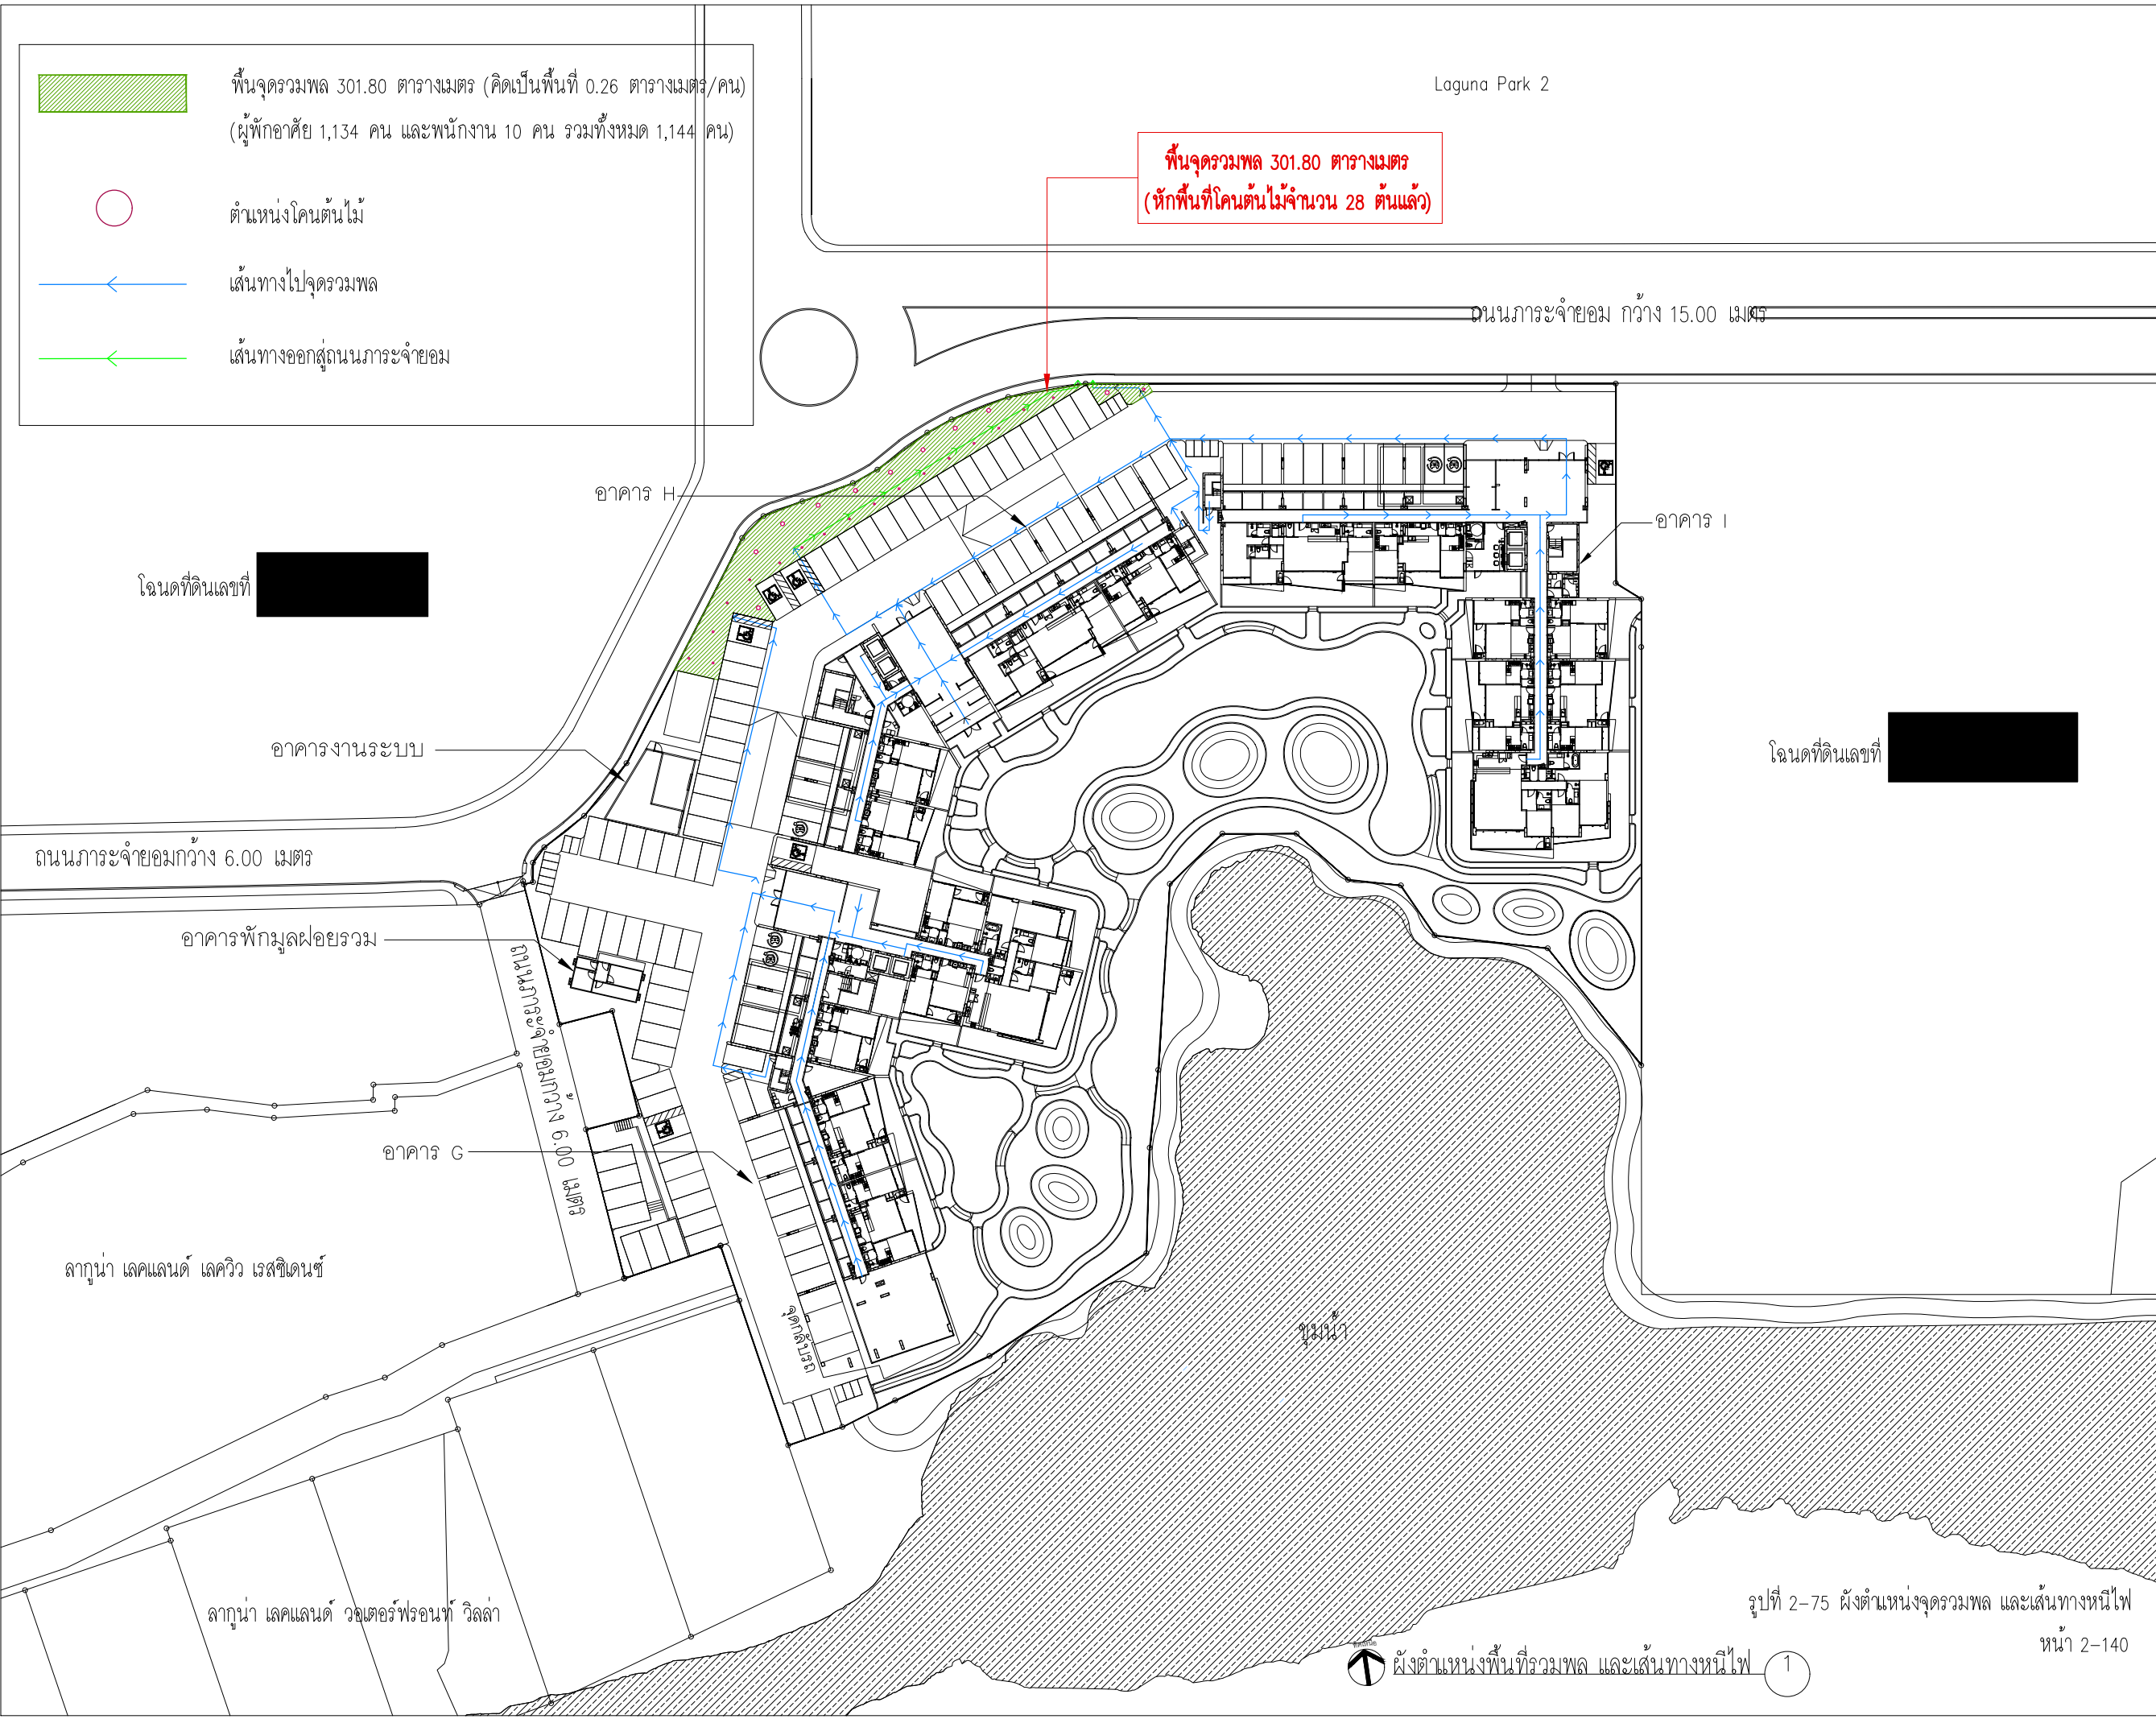 พื้นจุดรวมพล 301.80 ตารางเมตร (คิดเป็นพื้นที่ 0.26 ตารางเมตร/คน)
(ผู้พักอาศัย 1,134 คน และพนักงาน 10 คน รวมทั้งหมด 1,144 คน)
ตำแหน่งโคนต้นไม้
เส้นทางไปจุดรวมพล
เส้นทางออกสู่ถนนภาระจำยอม
Laguna Park 2
พื้นจุดรวมพล 301.80 ตารางเมตร
(หักพื้นที่โคนต้นไม้จำนวน 28 ต้นแล้ว)
ถนนภาระจำยอม กว้าง 15.00 เมตร
อาคาร H
อาคาร I
โฉนดที่ดินเลขที่
อาคารงานระบบ
โฉนดที่ดินเลขที่
ถนนภาระจำยอมกว้าง 6.00 เมตร
อาคารพักมูลฝอยรวม
ถนนภาระจำยอมกว้าง 6.00 เมตร
อาคาร G
ลากูน่า เลคแลนด์ เลควิว เรสซิเดนซ์
จุดกลับรถ
ขุมน้ำ
ลากูน่า เลคแลนด์ วอเตอร์ฟรอนท์ วิลล่า
รูปที่ 2-75 ผังตำแหน่งจุดรวมพล และเส้นทางหนีไฟ
หน้า 2-140
ผังตำแหน่งพื้นที่รวมพล และเส้นทางหนีไฟ 1